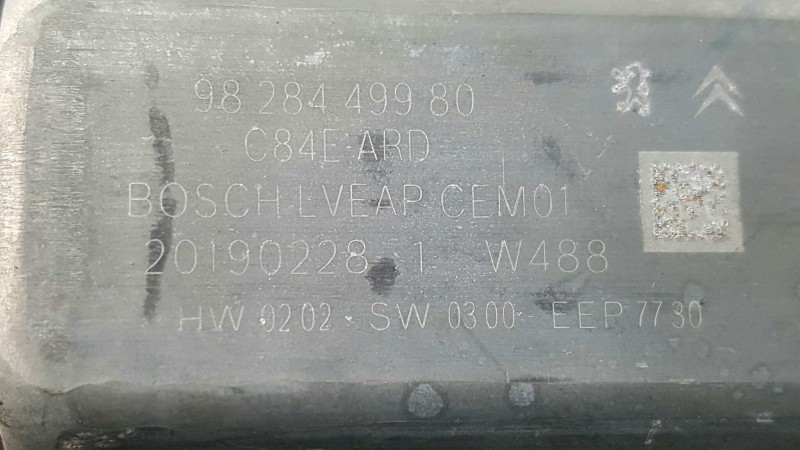 98 284 499 80
C84E ARD
BOSCH LVEAP CEM01
20190228 1 W488
HW 0202 - SW 0300 - EEP 7730